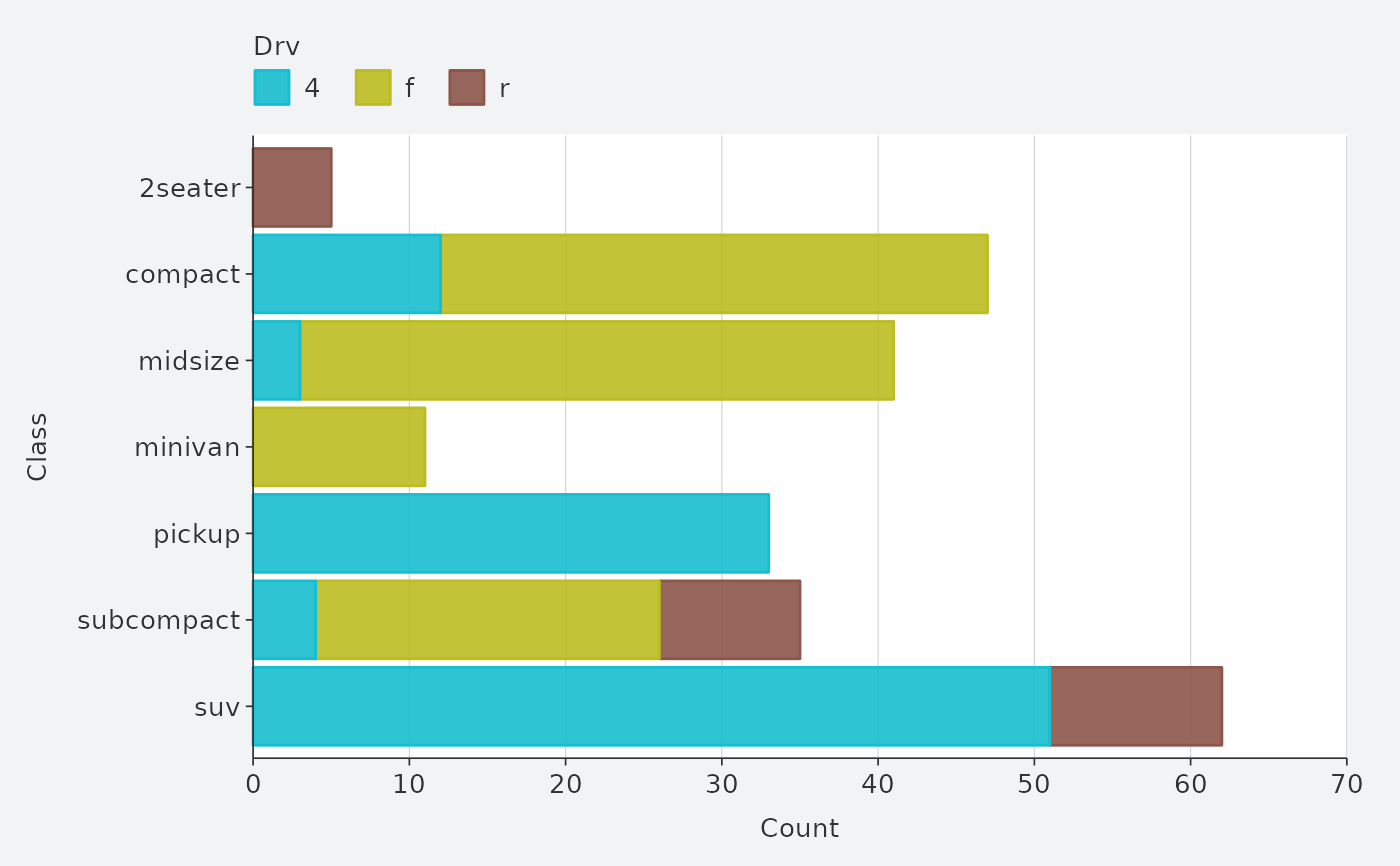 Drv
4 f r
2seater
compact
midsize
minivan
pickup
subcompact
suv
Class
0 10 20 30 40 50 60 70
Count